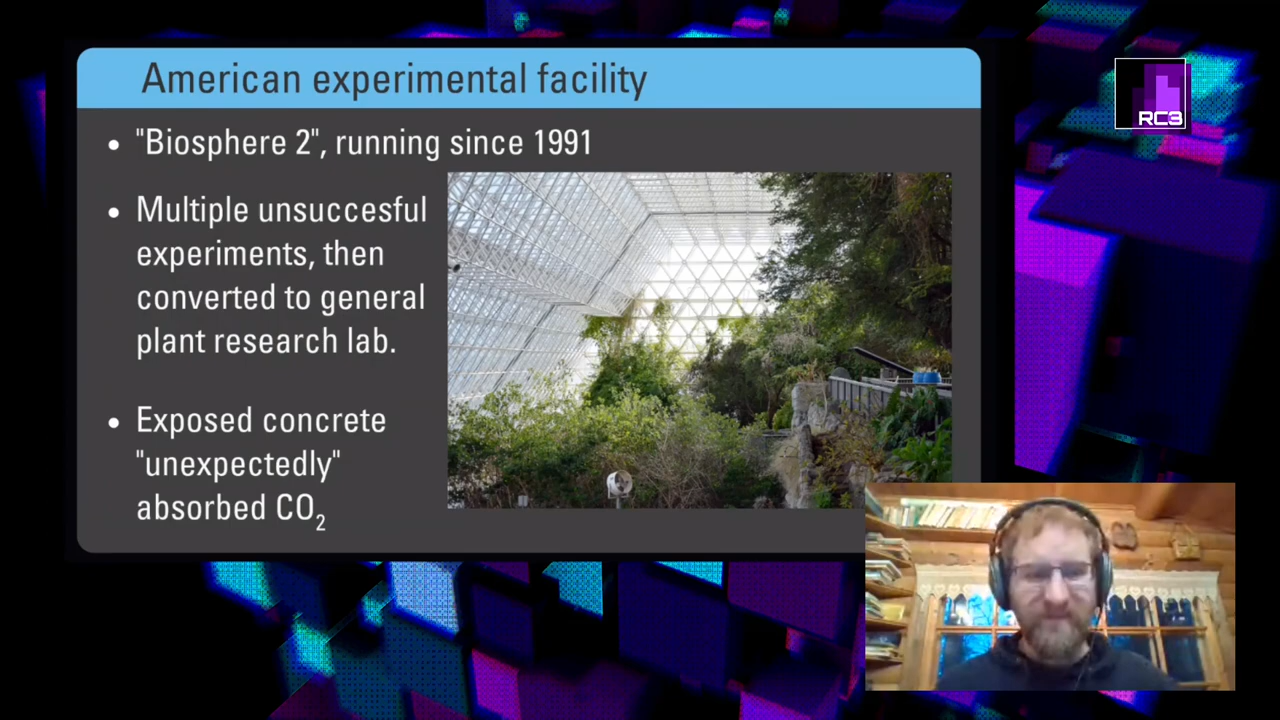 American experimental facility
• "Biosphere 2", running since 1991
• Multiple unsuccesful
experiments, then
converted to general
plant research lab.
• Exposed concrete
"unexpectedly"
absorbed CO₂
RC3